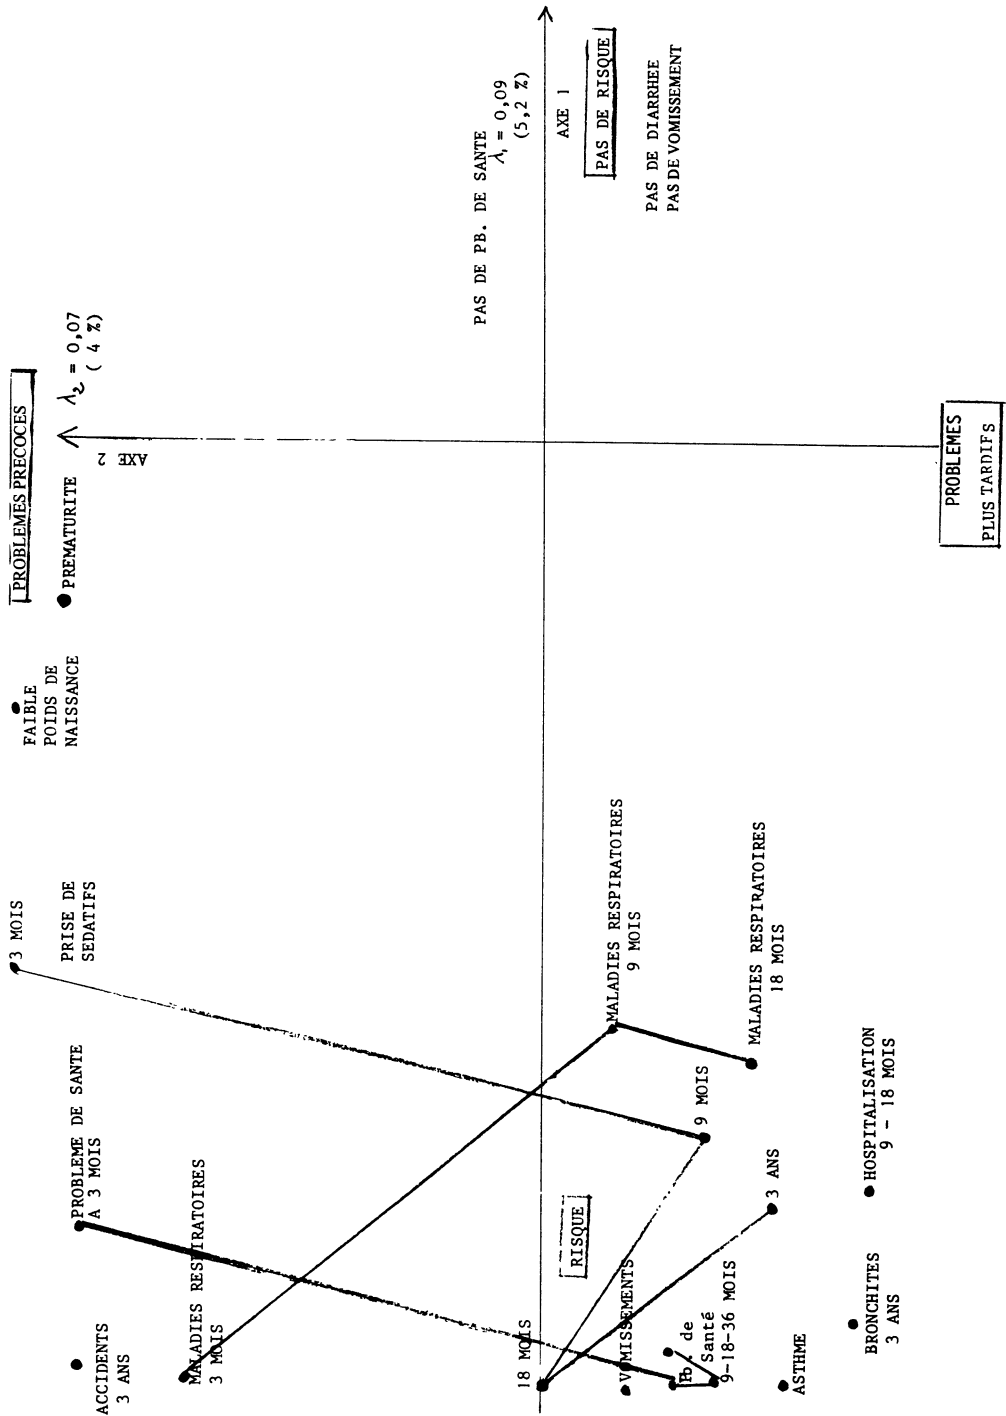 PROBLEMES PRECOCES
3 MOIS
FAIBLE
POIDS DE
NAISSANCE
PREMATURITE
λ₂ = 0,07
( 4 %)
AXE 2
PRISE DE
SEDATIFS
PROBLEME DE SANTE
A 3 MOIS
ACCIDENTS
3 ANS
MALADIES RESPIRATOIRES
3 MOIS
PAS DE PB. DE SANTE
λ₁ = 0,09
(5,2 %)
18 MOIS
AXE 1
RISQUE
PAS DE RISQUE
MALADIES RESPIRATOIRES
9 MOIS
VOMISSEMENTS
PAS DE DIARRHEE
PAS DE VOMISSEMENT
Pb. de
Santé
9-18-36 MOIS
9 MOIS
MALADIES RESPIRATOIRES
18 MOIS
3 ANS
ASTHME
BRONCHITES
3 ANS
HOSPITALISATION
9 - 18 MOIS
PROBLEMES
PLUS TARDIFS